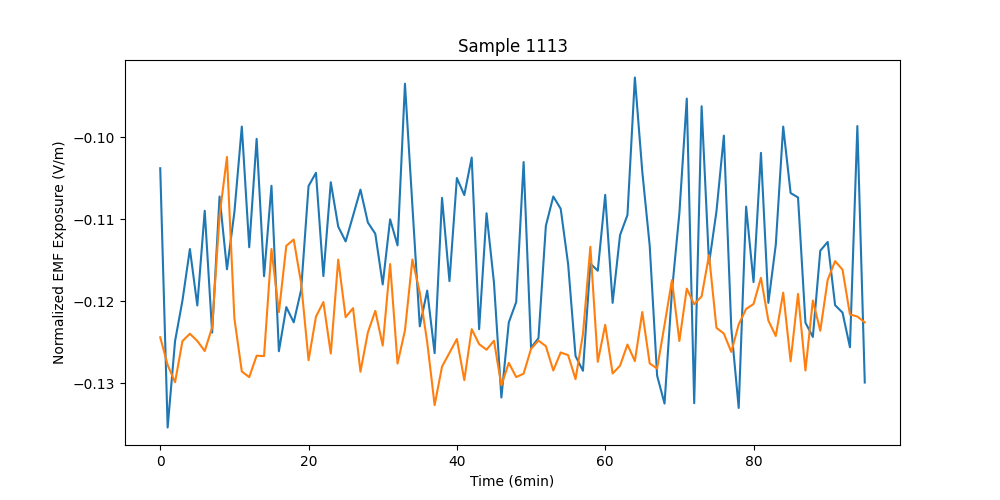 Sample 1113
Normalized EMF Exposure (V/m)
−0.10
−0.11
−0.12
−0.13
0 20 40 60 80
Time (6min)